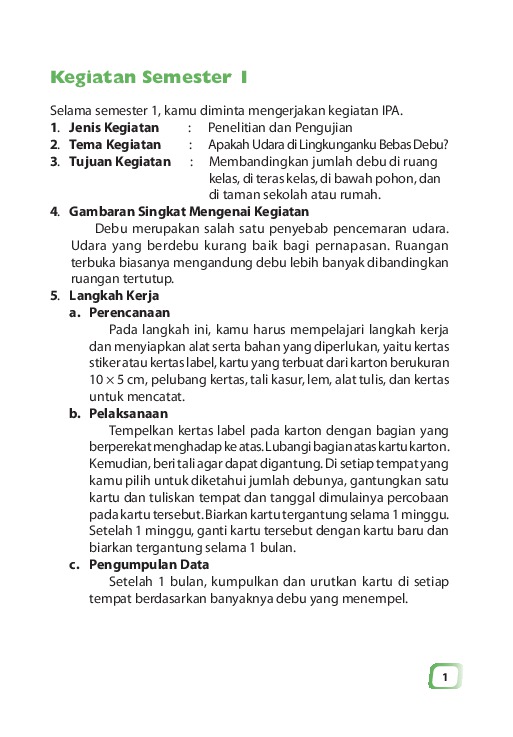 Kegiatan Semester 1
Selama semester 1, kamu diminta mengerjakan kegiatan IPA.
1. Jenis Kegiatan : Penelitian dan Pengujian
2. Tema Kegiatan : Apakah Udara di Lingkunganku Bebas Debu?
3. Tujuan Kegiatan : Membandingkan jumlah debu di ruang
kelas, di teras kelas, di bawah pohon, dan
di taman sekolah atau rumah.
4. Gambaran Singkat Mengenai Kegiatan
Debu merupakan salah satu penyebab pencemaran udara.
Udara yang berdebu kurang baik bagi pernapasan. Ruangan
terbuka biasanya mengandung debu lebih banyak dibandingkan
ruangan tertutup.
5. Langkah Kerja
a. Perencanaan
Pada langkah ini, kamu harus mempelajari langkah kerja
dan menyiapkan alat serta bahan yang diperlukan, yaitu kertas
stiker atau kertas label, kartu yang terbuat dari karton berukuran
10 × 5 cm, pelubang kertas, tali kasur, lem, alat tulis, dan kertas
untuk mencatat.
b. Pelaksanaan
Tempelkan kertas label pada karton dengan bagian yang
berperekat menghadap ke atas. Lubangi bagian atas kartu karton.
Kemudian, beri tali agar dapat digantung. Di setiap tempat yang
kamu pilih untuk diketahui jumlah debunya, gantungkan satu
kartu dan tuliskan tempat dan tanggal dimulainya percobaan
pada kartu tersebut. Biarkan kartu tergantung selama 1 minggu.
Setelah 1 minggu, ganti kartu tersebut dengan kartu baru dan
biarkan tergantung selama 1 bulan.
c. Pengumpulan Data
Setelah 1 bulan, kumpulkan dan urutkan kartu di setiap
tempat berdasarkan banyaknya debu yang menempel.
1